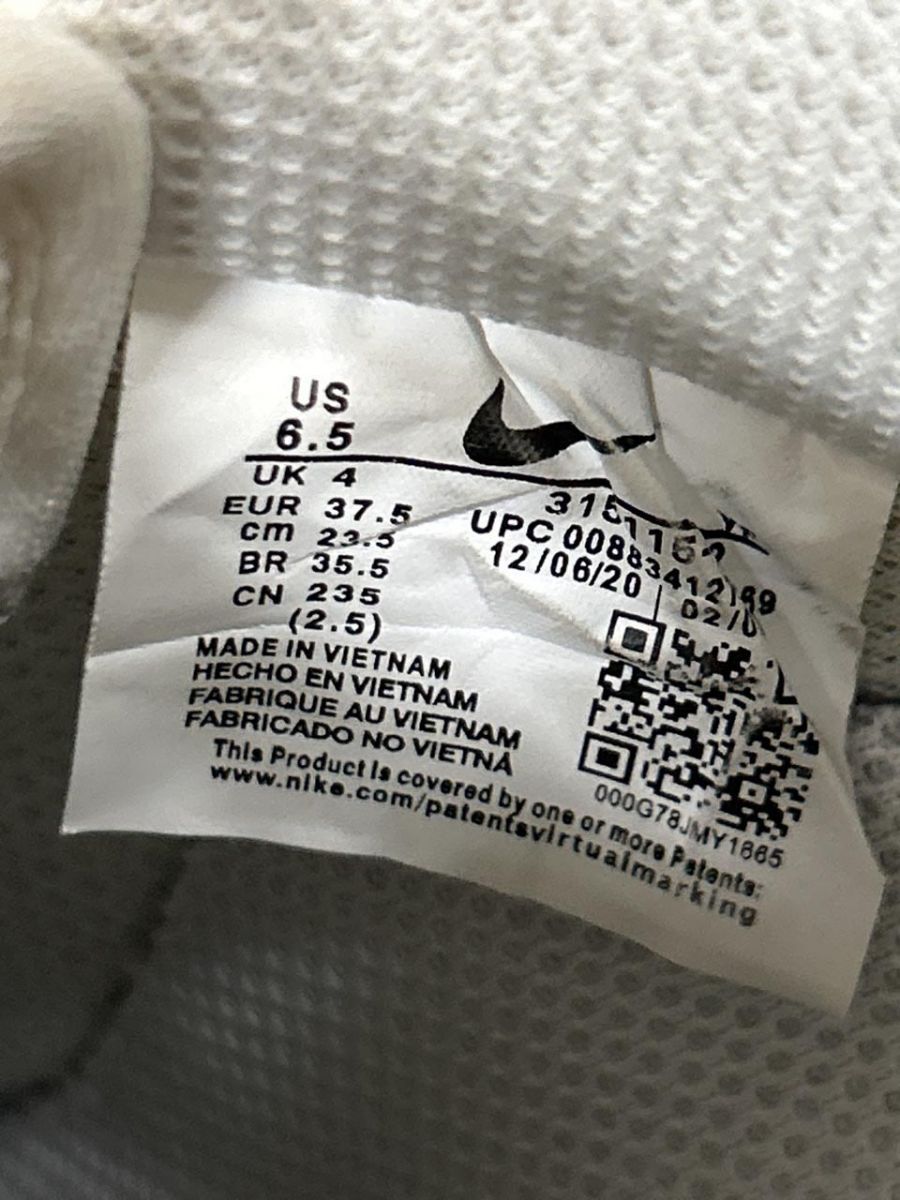 US
6.5
UK 4
EUR 37.5
cm 23.5
BR 35.5
CN 235
(2.5)
UPC
12/06/20
MADE IN VIETNAM
HECHO EN VIETNAM
FABRIQUE AU VIETNAM
FABRICADO NO VIETNÃ
000G78JMY1865
This Product is covered by one or more Patents:
www.nike.com/patentsvirtualmarking